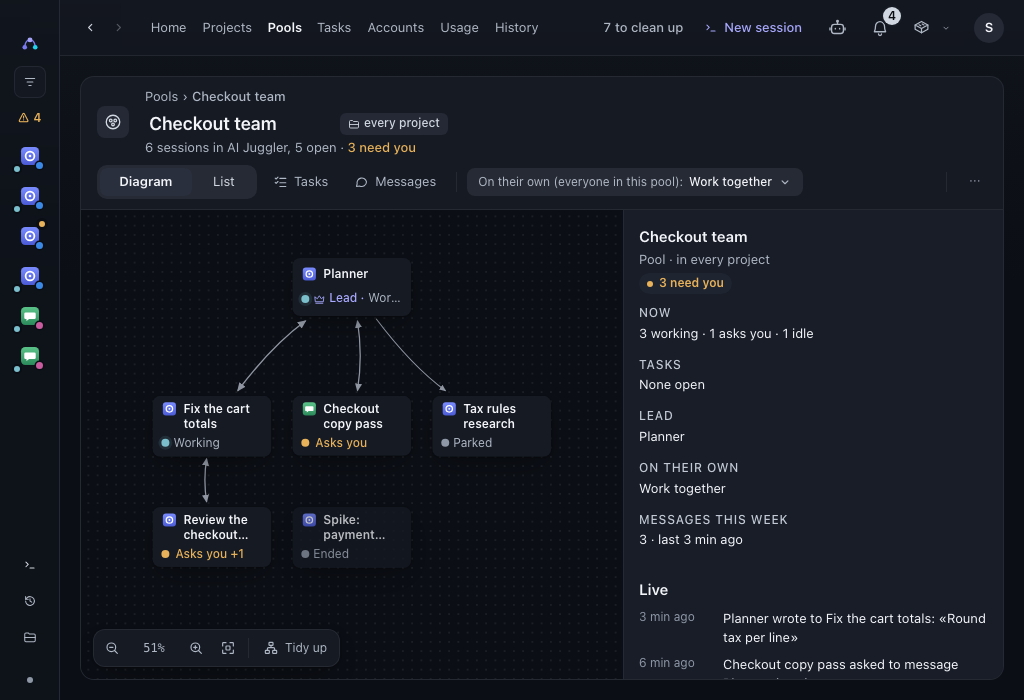 Home Projects Pools Tasks Accounts Usage History 7 to clean up New session 4 S
4
Pools › Checkout team
Checkout team every project
6 sessions in AI Juggler, 5 open · 3 need you
Diagram List Tasks Messages On their own (everyone in this pool): Work together ...
Planner
Lead · Wor...
Fix the cart totals
Working
Checkout copy pass
Asks you
Tax rules research
Parked
Review the checkout...
Asks you +1
Spike: payment...
Ended
51% Tidy up
Checkout team
Pool · in every project
3 need you
NOW
3 working · 1 asks you · 1 idle
TASKS
None open
LEAD
Planner
ON THEIR OWN
Work together
MESSAGES THIS WEEK
3 · last 3 min ago
Live
3 min ago Planner wrote to Fix the cart totals: «Round
tax per line»
6 min ago Checkout copy pass asked to message